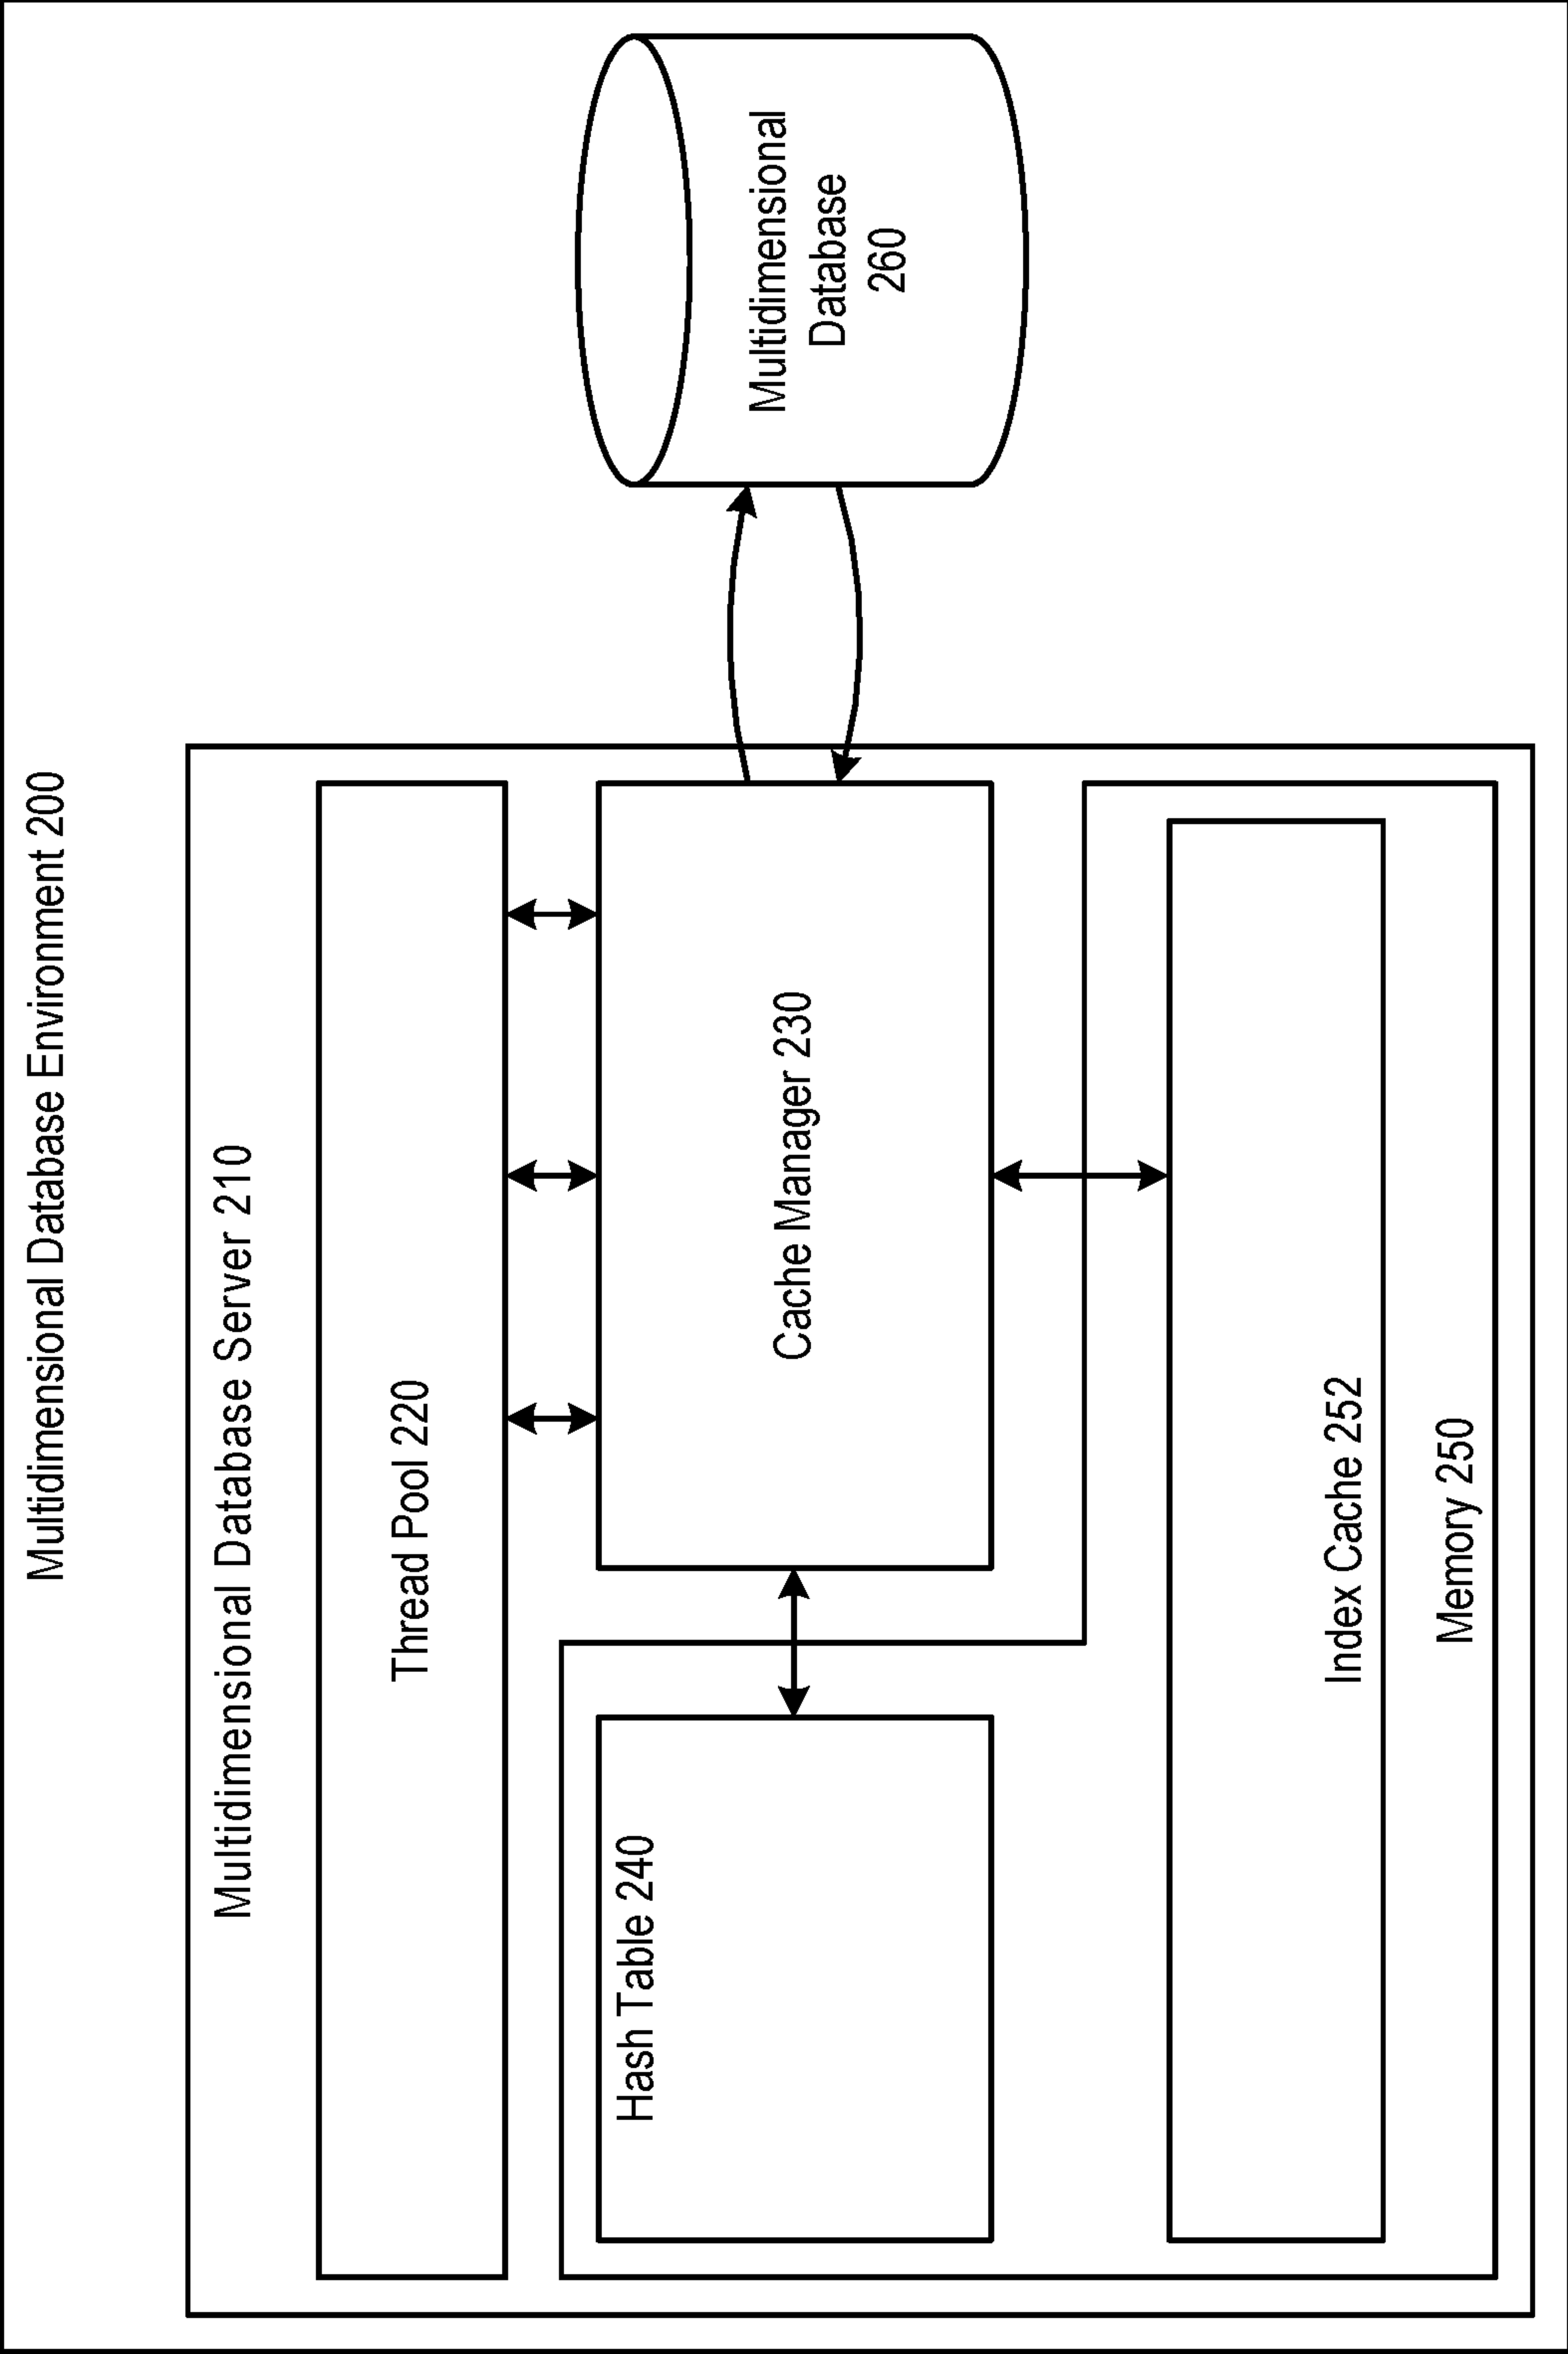 Multidimensional Database Environment 200
Multidimensional Database Server 210
Thread Pool 220
Hash Table 240
Cache Manager 230
Multidimensional
Database
260
Index Cache 252
Memory 250